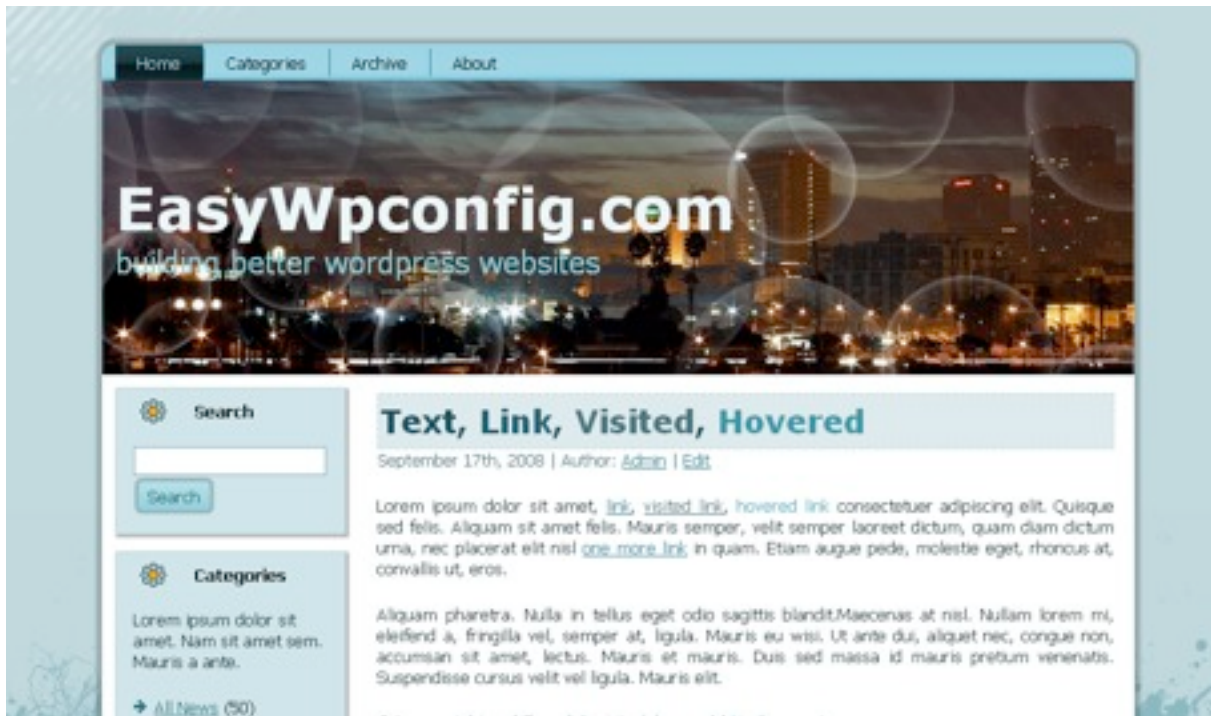 Home Categories Archive About
EasyWpconfig.com
building better wordpress websites
Search
Search
Categories
Lorem ipsum dolor sit
amet. Nam sit amet sem.
Mauris a ante.
All News (50)
Text, Link, Visited, Hovered
September 17th, 2008 | Author: Admin | Edit
Lorem ipsum dolor sit amet, link, visited link, hovered link consectetuer adipiscing elit. Quisque
sed felis. Aliquam sit amet felis. Mauris semper, velit semper laoreet dictum, quam diam dictum
urna, nec placerat elit nisl one more link in quam. Etiam augue pede, molestie eget, rhoncus at,
convallis ut, eros.
Aliquam pharetra. Nulla in tellus eget odio sagittis blandit.Maecenas at nisl. Nullam lorem mi,
eleifend a, fringilla vel, semper at, ligula. Mauris eu wisi. Ut ante dui, aliquet nec, congue non,
accumsan sit amet, lectus. Mauris et mauris. Duis sed massa id mauris pretium venenatis.
Suspendisse cursus velit vel ligula. Mauris elit.